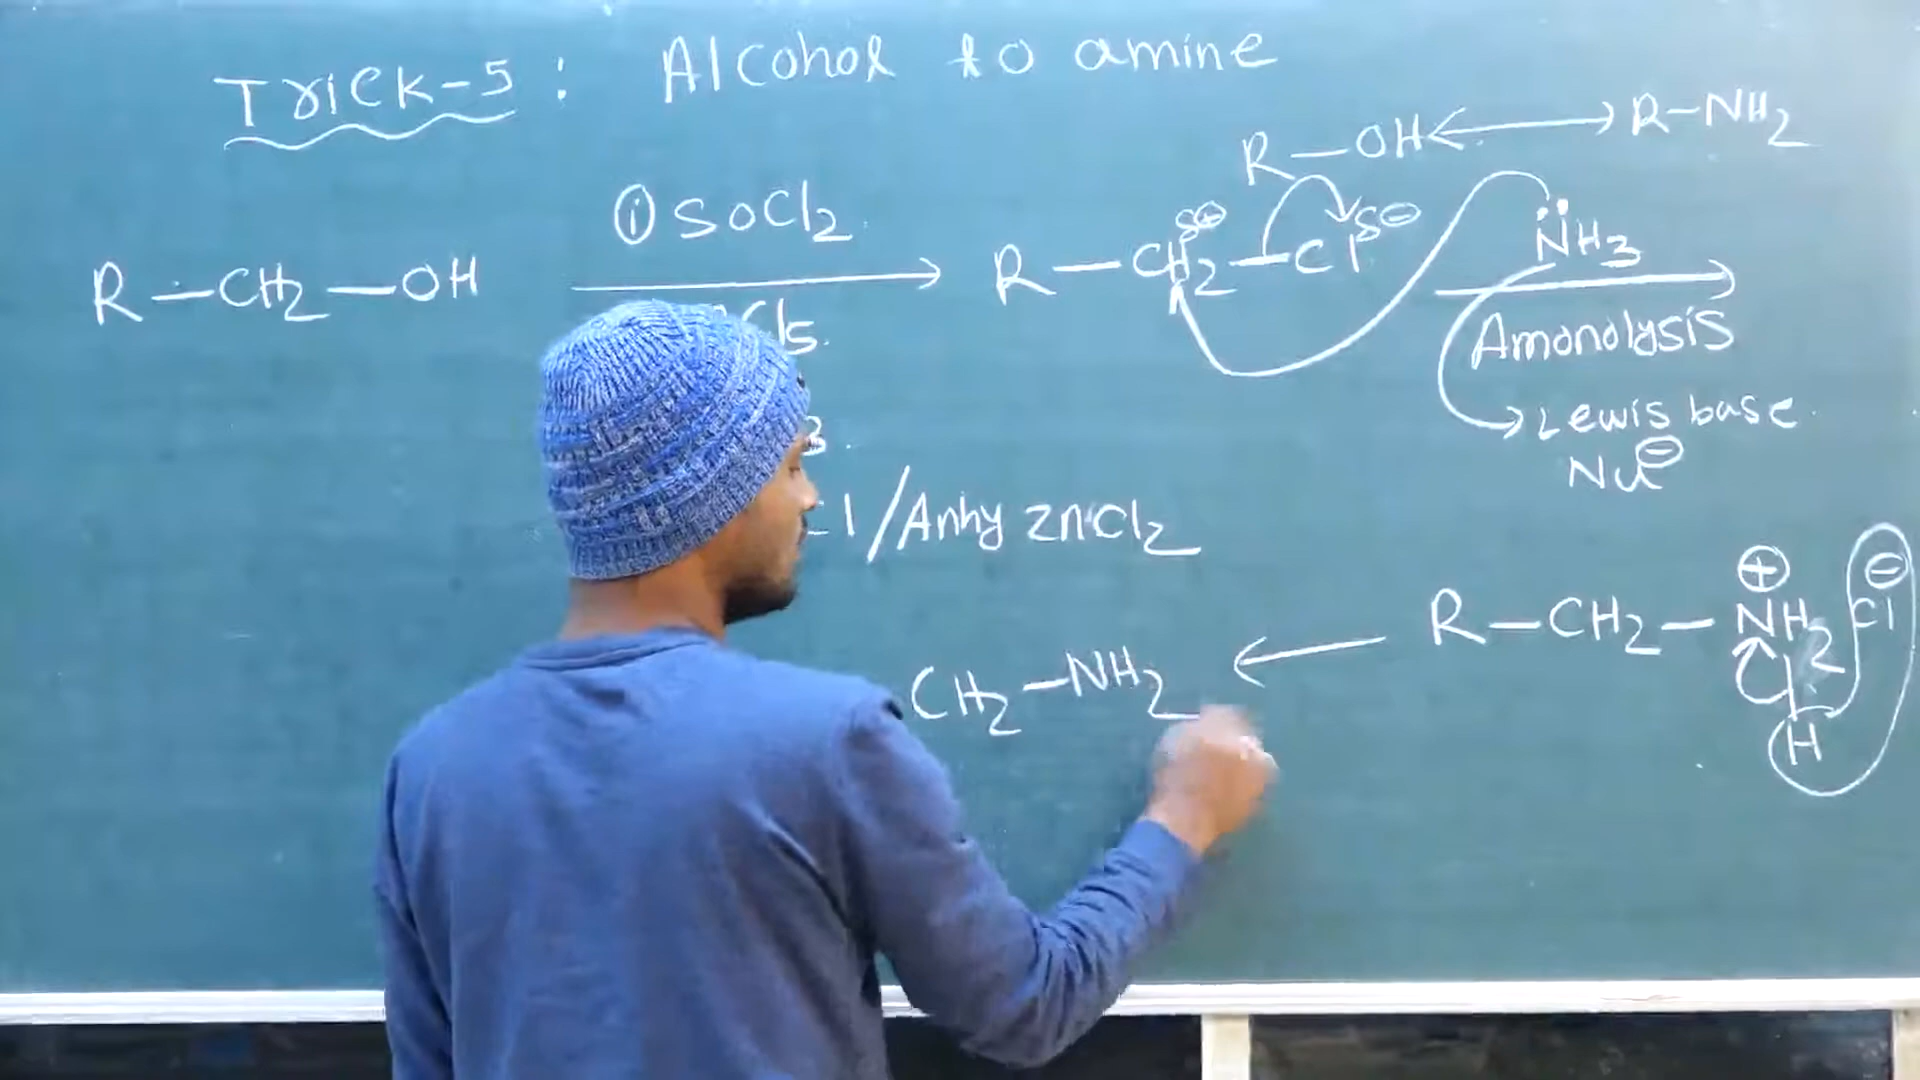 Trick-5 : Alcohol to amine
R-OH ↔ R-NH2
R-CH2-OH
① SOCl2
R-CH2-Cl
δ⊕ δ⊖
NH3
Cl5.
Amonolysis
3.
Lewis base
Nu⊖
l/Anhy ZnCl2
R-CH2-NH2 Cl
⊕ ⊖
H
CH2-NH2